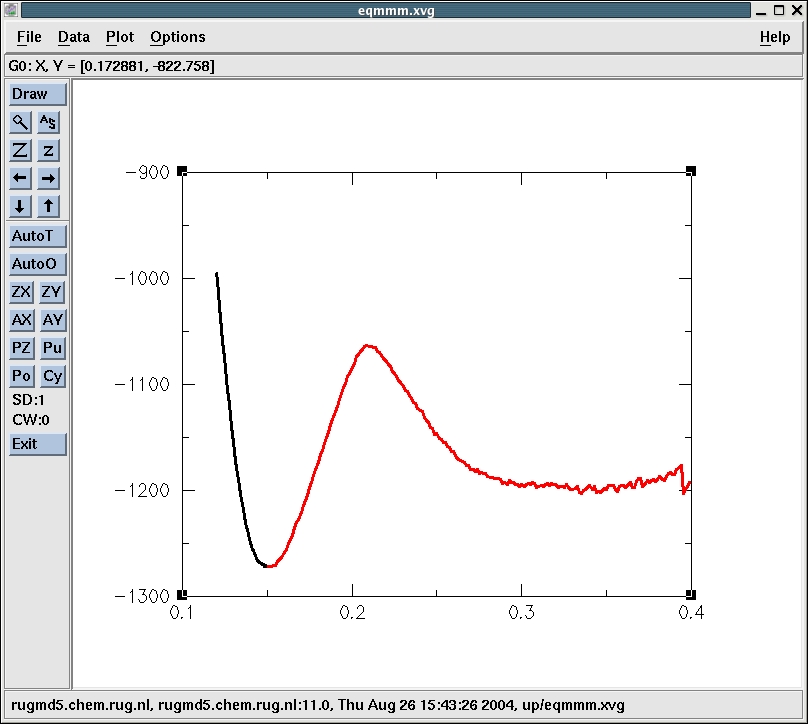 eqmmm.xvg
File Data Plot Options Help
G0: X, Y = [0.172881, -822.758]
Draw
A S
Z z
AutoT
AutoO
ZX ZY
AX AY
PZ Pu
Po Cy
SD:1
CW:0
Exit
-900
-1000
-1100
-1200
-1300
0.1 0.2 0.3 0.4
rugmd5.chem.rug.nl, rugmd5.chem.rug.nl:11.0, Thu Aug 26 15:43:26 2004, up/eqmmm.xvg